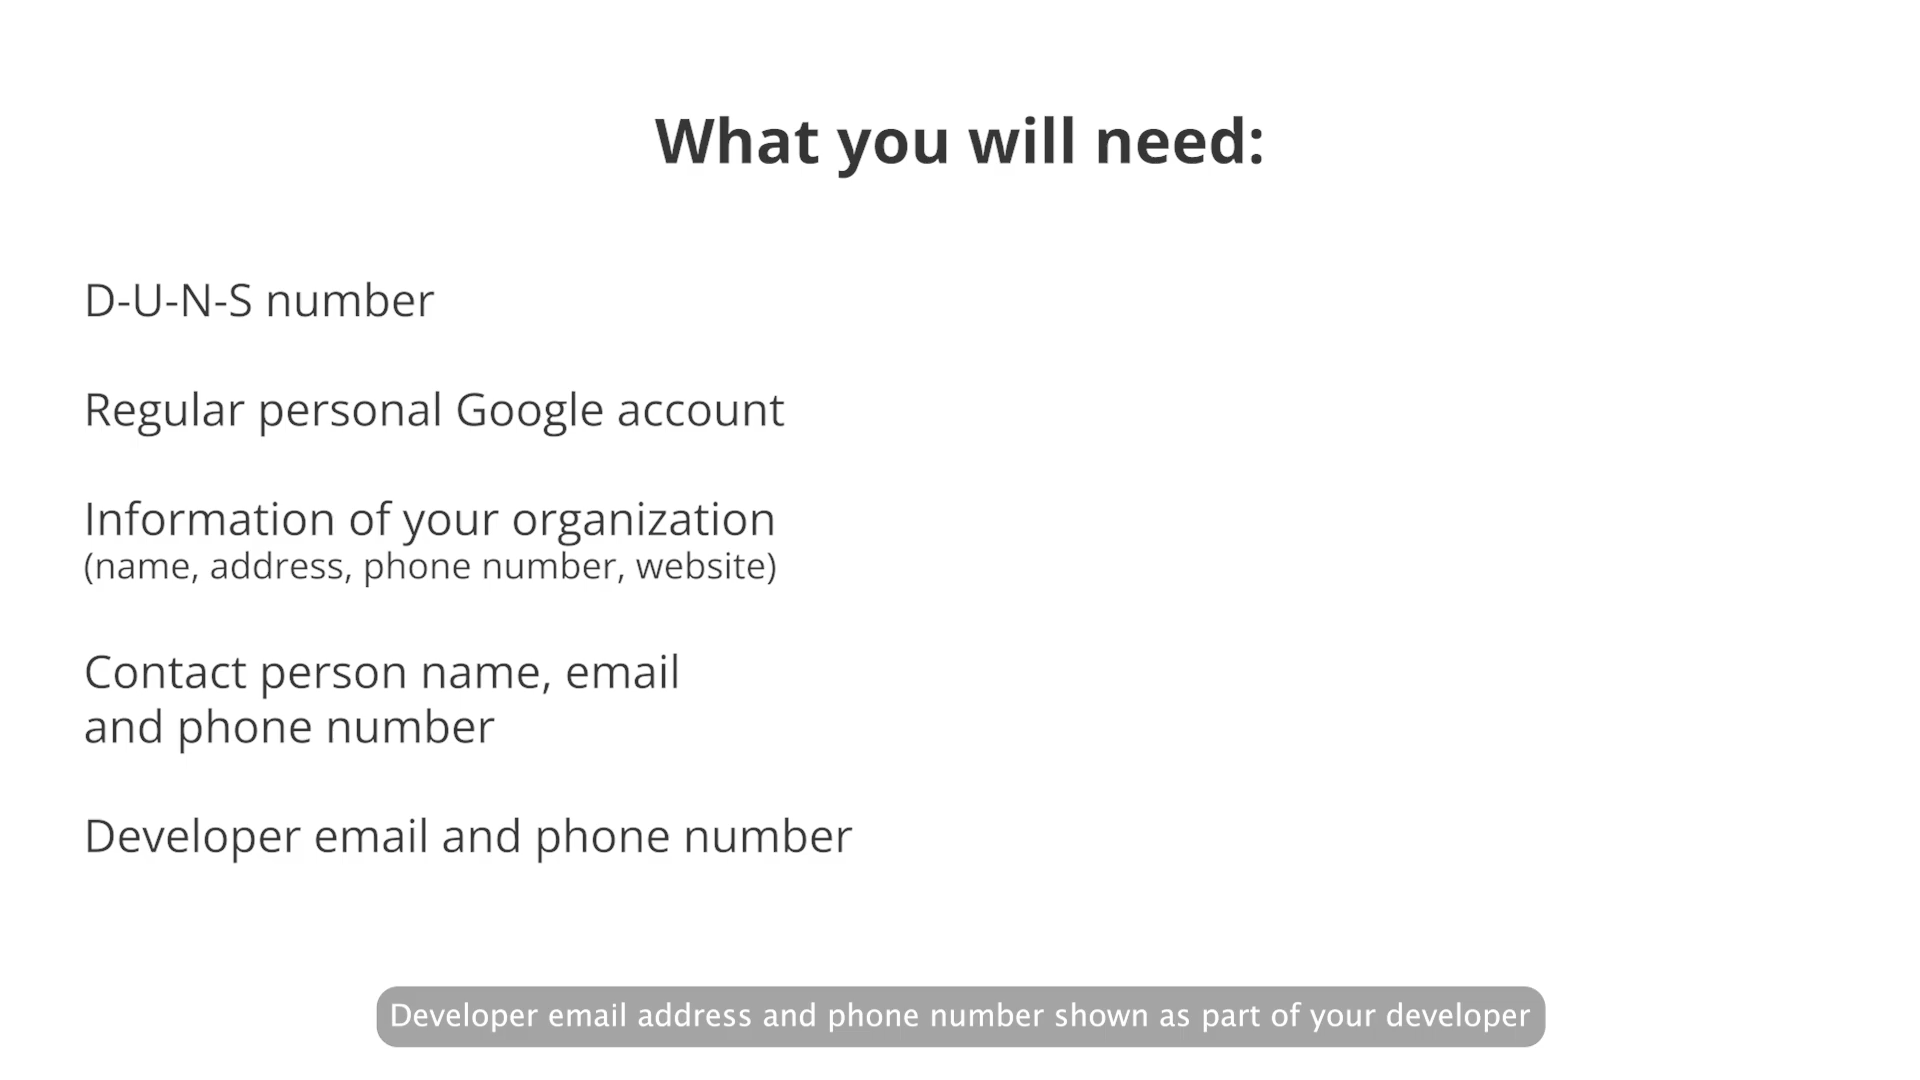 What you will need:
D-U-N-S number
Regular personal Google account
Information of your organization
(name, address, phone number, website)
Contact person name, email
and phone number
Developer email and phone number
Developer email address and phone number shown as part of your developer